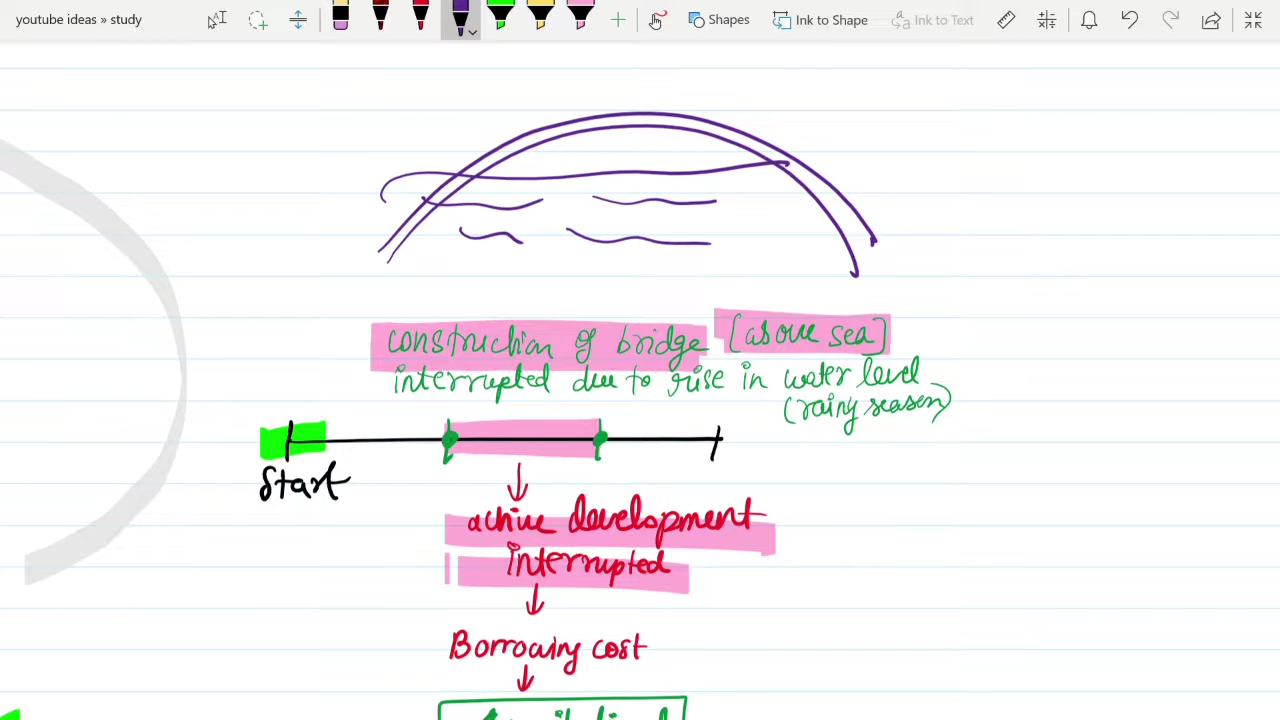 youtube ideas » study
Shapes
Ink to Shape
Ink to Text
construction of bridge [above sea]
interrupted due to rise in water level
(rainy season)
Start
active development
interrupted
Borrowing cost